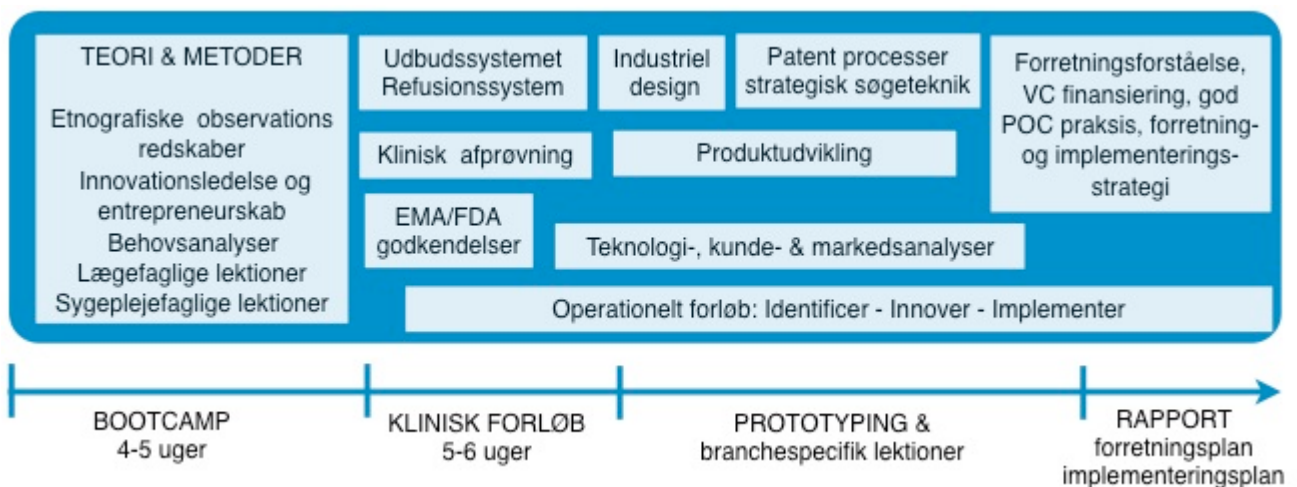 TEORI & METODER
Etnografiske observations
redskaber
Innovationsledelse og
entrepreneurskab
Behovsanalyser
Lægefaglige lektioner
Sygeplejefaglige lektioner
Udbudssystemet
Refusionssystem
Klinisk afprøvning
EMA/FDA
godkendelser
Industriel
design
Patent processer
strategisk søgeteknik
Produktudvikling
Teknologi-, kunde- & markedsanalyser
Forretningsforståelse,
VC finansiering, god
POC praksis, forretning-
og implementerings-
strategi
Operationelt forløb: Identificer - Innover - Implementer
BOOTCAMP
4-5 uger
KLINISK FORLØB
5-6 uger
PROTOTYPING &
branchespecifik lektioner
RAPPORT
forretningsplan
implementeringsplan